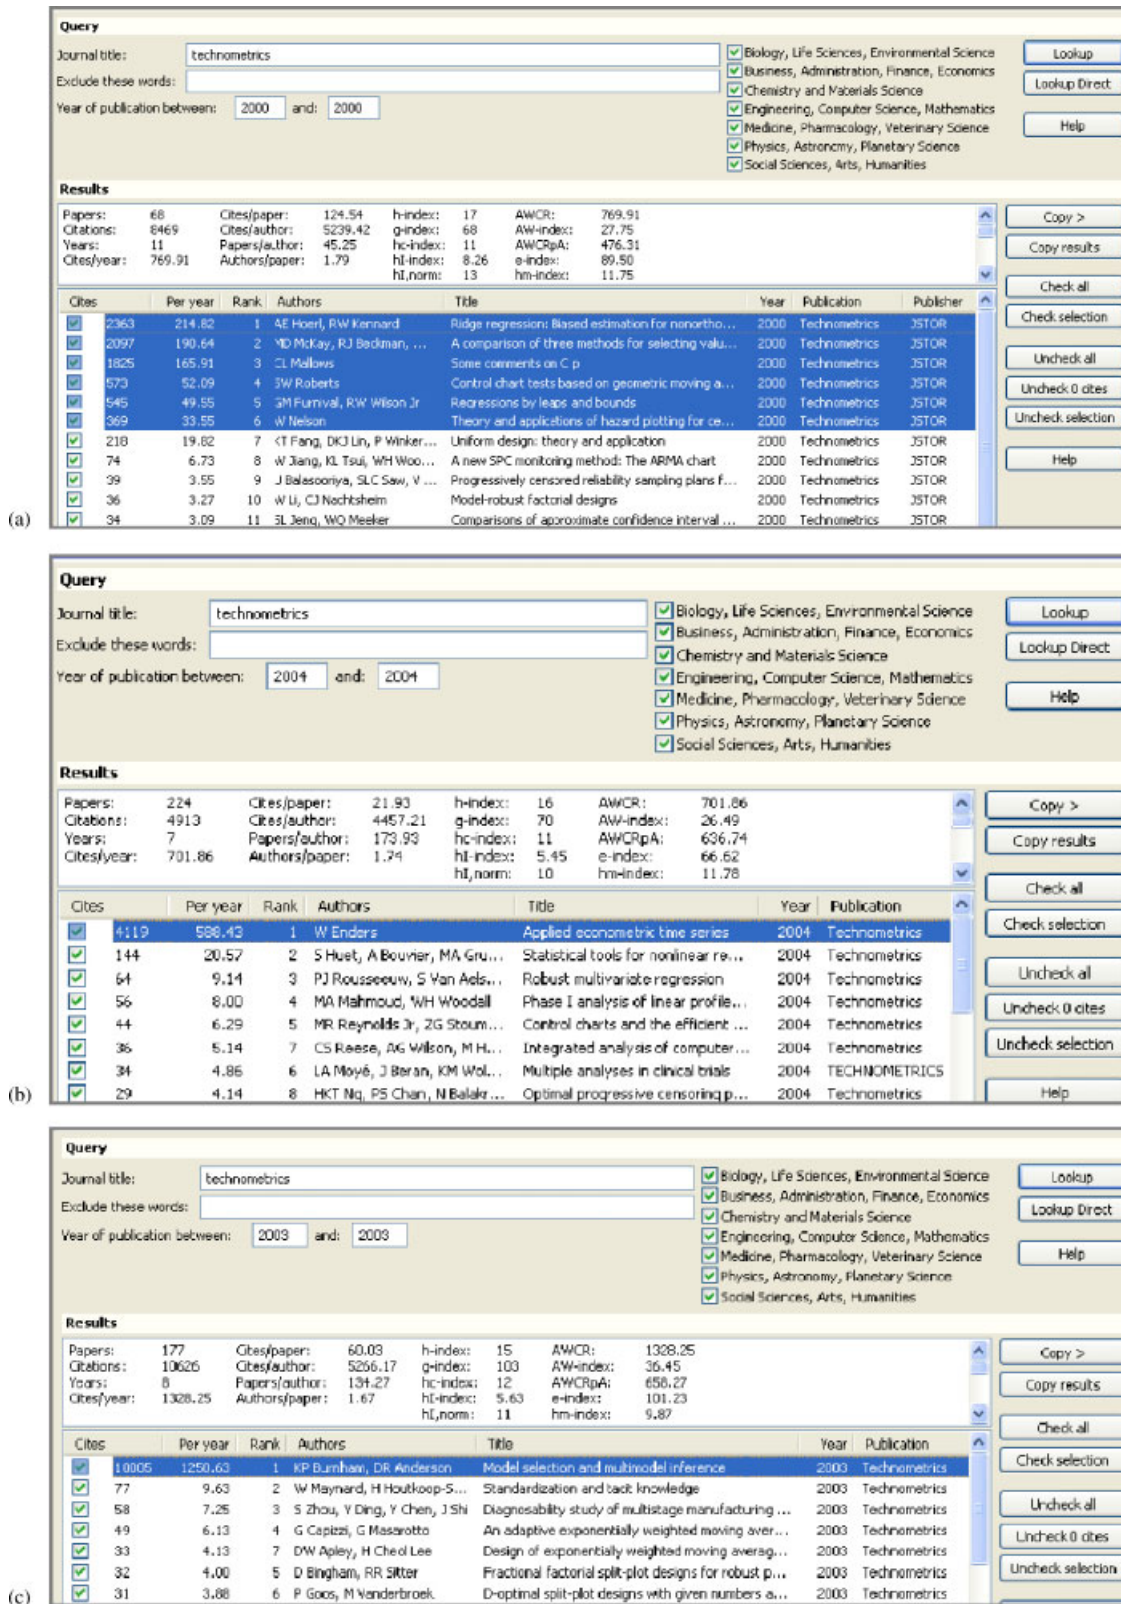 Query
Journal title: technometrics
Exclude these words:
Year of publication between: 2000 and: 2000
Biology, Life Sciences, Environmental Science
Business, Administration, Finance, Economics
Chemistry and Materials Science
Engineering, Computer Science, Mathematics
Medicine, Pharmacology, Veterinary Science
Physics, Astronomy, Planetary Science
Social Sciences, Arts, Humanities
Lookup
Lookup Direct
Help
Results
Papers: 68 Cites/paper: 124.54 h-index: 17 AWCR: 769.91
Citations: 8469 Cites/author: 5239.42 g-index: 68 AW-index: 27.75
Years: 11 Papers/author: 45.25 hc-index: 11 AWCRpA: 476.31
Cites/year: 769.91 Authors/paper: 1.79 hI-index: 8.26 e-index: 89.50
hI,norm: 13 hm-index: 11.75
Copy >
Copy results
Check all
Check selection
Uncheck all
Uncheck 0 cites
Uncheck selection
Help
Cites Per year Rank Authors Title Year Publication Publisher
2363 214.82 1 AE Hoerl, RW Kennard Ridge regression: Biased estimation for nonortho... 2000 Technometrics JSTOR
2097 190.64 2 MD McKay, RJ Beckman, ... A comparison of three methods for selecting valu... 2000 Technometrics JSTOR
1825 165.91 3 CL Mallows Some comments on C p 2000 Technometrics JSTOR
573 52.09 4 SW Roberts Control chart tests based on geometric moving a... 2000 Technometrics JSTOR
545 49.55 5 GM Furnival, RW Wilson Jr Regressions by leaps and bounds 2000 Technometrics JSTOR
369 33.55 6 W Nelson Theory and applications of hazard plotting for ce... 2000 Technometrics JSTOR
218 19.82 7 KT Fang, DKJ Lin, P Winker... Uniform design: theory and application 2000 Technometrics JSTOR
74 6.73 8 W Jiang, KL Tsui, WH Woo... A new SPC monitoring method: The ARMA chart 2000 Technometrics JSTOR
39 3.55 9 U Balasooriya, SLC Saw, V ... Progressively censored reliability sampling plans f... 2000 Technometrics JSTOR
36 3.27 10 W Li, CJ Nachtsheim Model-robust factorial designs 2000 Technometrics JSTOR
34 3.09 11 SL Jeng, WQ Meeker Comparisons of approximate confidence interval ... 2000 Technometrics JSTOR
(a)
Query
Journal title: technometrics
Exclude these words:
Year of publication between: 2004 and: 2004
Biology, Life Sciences, Environmental Science
Business, Administration, Finance, Economics
Chemistry and Materials Science
Engineering, Computer Science, Mathematics
Medicine, Pharmacology, Veterinary Science
Physics, Astronomy, Planetary Science
Social Sciences, Arts, Humanities
Lookup
Lookup Direct
Help
Results
Papers: 224 Cites/paper: 21.93 h-index: 16 AWCR: 701.86
Citations: 4913 Cites/author: 4457.21 g-index: 70 AW-index: 26.49
Years: 7 Papers/author: 173.93 hc-index: 11 AWCRpA: 636.74
Cites/year: 701.86 Authors/paper: 1.74 hI-index: 5.45 e-index: 66.62
hI,norm: 10 hm-index: 11.78
Copy >
Copy results
Check all
Check selection
Uncheck all
Uncheck 0 cites
Uncheck selection
Help
Cites Per year Rank Authors Title Year Publication
4119 588.43 1 W Enders Applied econometric time series 2004 Technometrics
144 20.57 2 S Huet, A Bouvier, MA Gru... Statistical tools for nonlinear re... 2004 Technometrics
64 9.14 3 PJ Rousseeuw, S Van Aels... Robust multivariate regression 2004 Technometrics
56 8.00 4 MA Mahmoud, WH Woodall Phase I analysis of linear profile... 2004 Technometrics
44 6.29 5 MR Reynolds Jr, ZG Stoum... Control charts and the efficient ... 2004 Technometrics
36 5.14 7 CS Reese, AG Wilson, M H... Integrated analysis of computer... 2004 Technometrics
34 4.86 6 LA Moyé, J Beran, KM Wol... Multiple analyses in clinical trials 2004 TECHNOMETRICS
29 4.14 8 HKT Ng, PS Chan, N Balakr... Optimal progressive censoring p... 2004 Technometrics
(b)
Query
Journal title: technometrics
Exclude these words:
Year of publication between: 2003 and: 2003
Biology, Life Sciences, Environmental Science
Business, Administration, Finance, Economics
Chemistry and Materials Science
Engineering, Computer Science, Mathematics
Medicine, Pharmacology, Veterinary Science
Physics, Astronomy, Planetary Science
Social Sciences, Arts, Humanities
Lookup
Lookup Direct
Help
Results
Papers: 177 Cites/paper: 60.03 h-index: 15 AWCR: 1328.25
Citations: 10626 Cites/author: 5266.17 g-index: 103 AW-index: 36.45
Years: 8 Papers/author: 134.27 hc-index: 12 AWCRpA: 658.27
Cites/year: 1328.25 Authors/paper: 1.67 hI-index: 5.63 e-index: 101.23
hI,norm: 11 hm-index: 9.87
Copy >
Copy results
Check all
Check selection
Uncheck all
Uncheck 0 cites
Uncheck selection
Cites Per year Rank Authors Title Year Publication
10005 1250.63 1 KP Burnham, DR Anderson Model selection and multimodel inference 2003 Technometrics
77 9.63 2 W Maynard, H Houtkoop-S... Standardization and tacit knowledge 2003 Technometrics
58 7.25 3 S Zhou, Y Ding, Y Chen, J Shi Diagnosability study of multistage manufacturing ... 2003 Technometrics
49 6.13 4 G Capizzi, G Masarotto An adaptive exponentially weighted moving aver... 2003 Technometrics
33 4.13 7 DW Apley, H Cheol Lee Design of exponentially weighted moving averag... 2003 Technometrics
32 4.00 5 D Bingham, RR Sitter Fractional factorial split-plot designs for robust p... 2003 Technometrics
31 3.88 6 P Goos, M Vanderbroek D-optimal split-plot designs with given numbers a... 2003 Technometrics
(c)